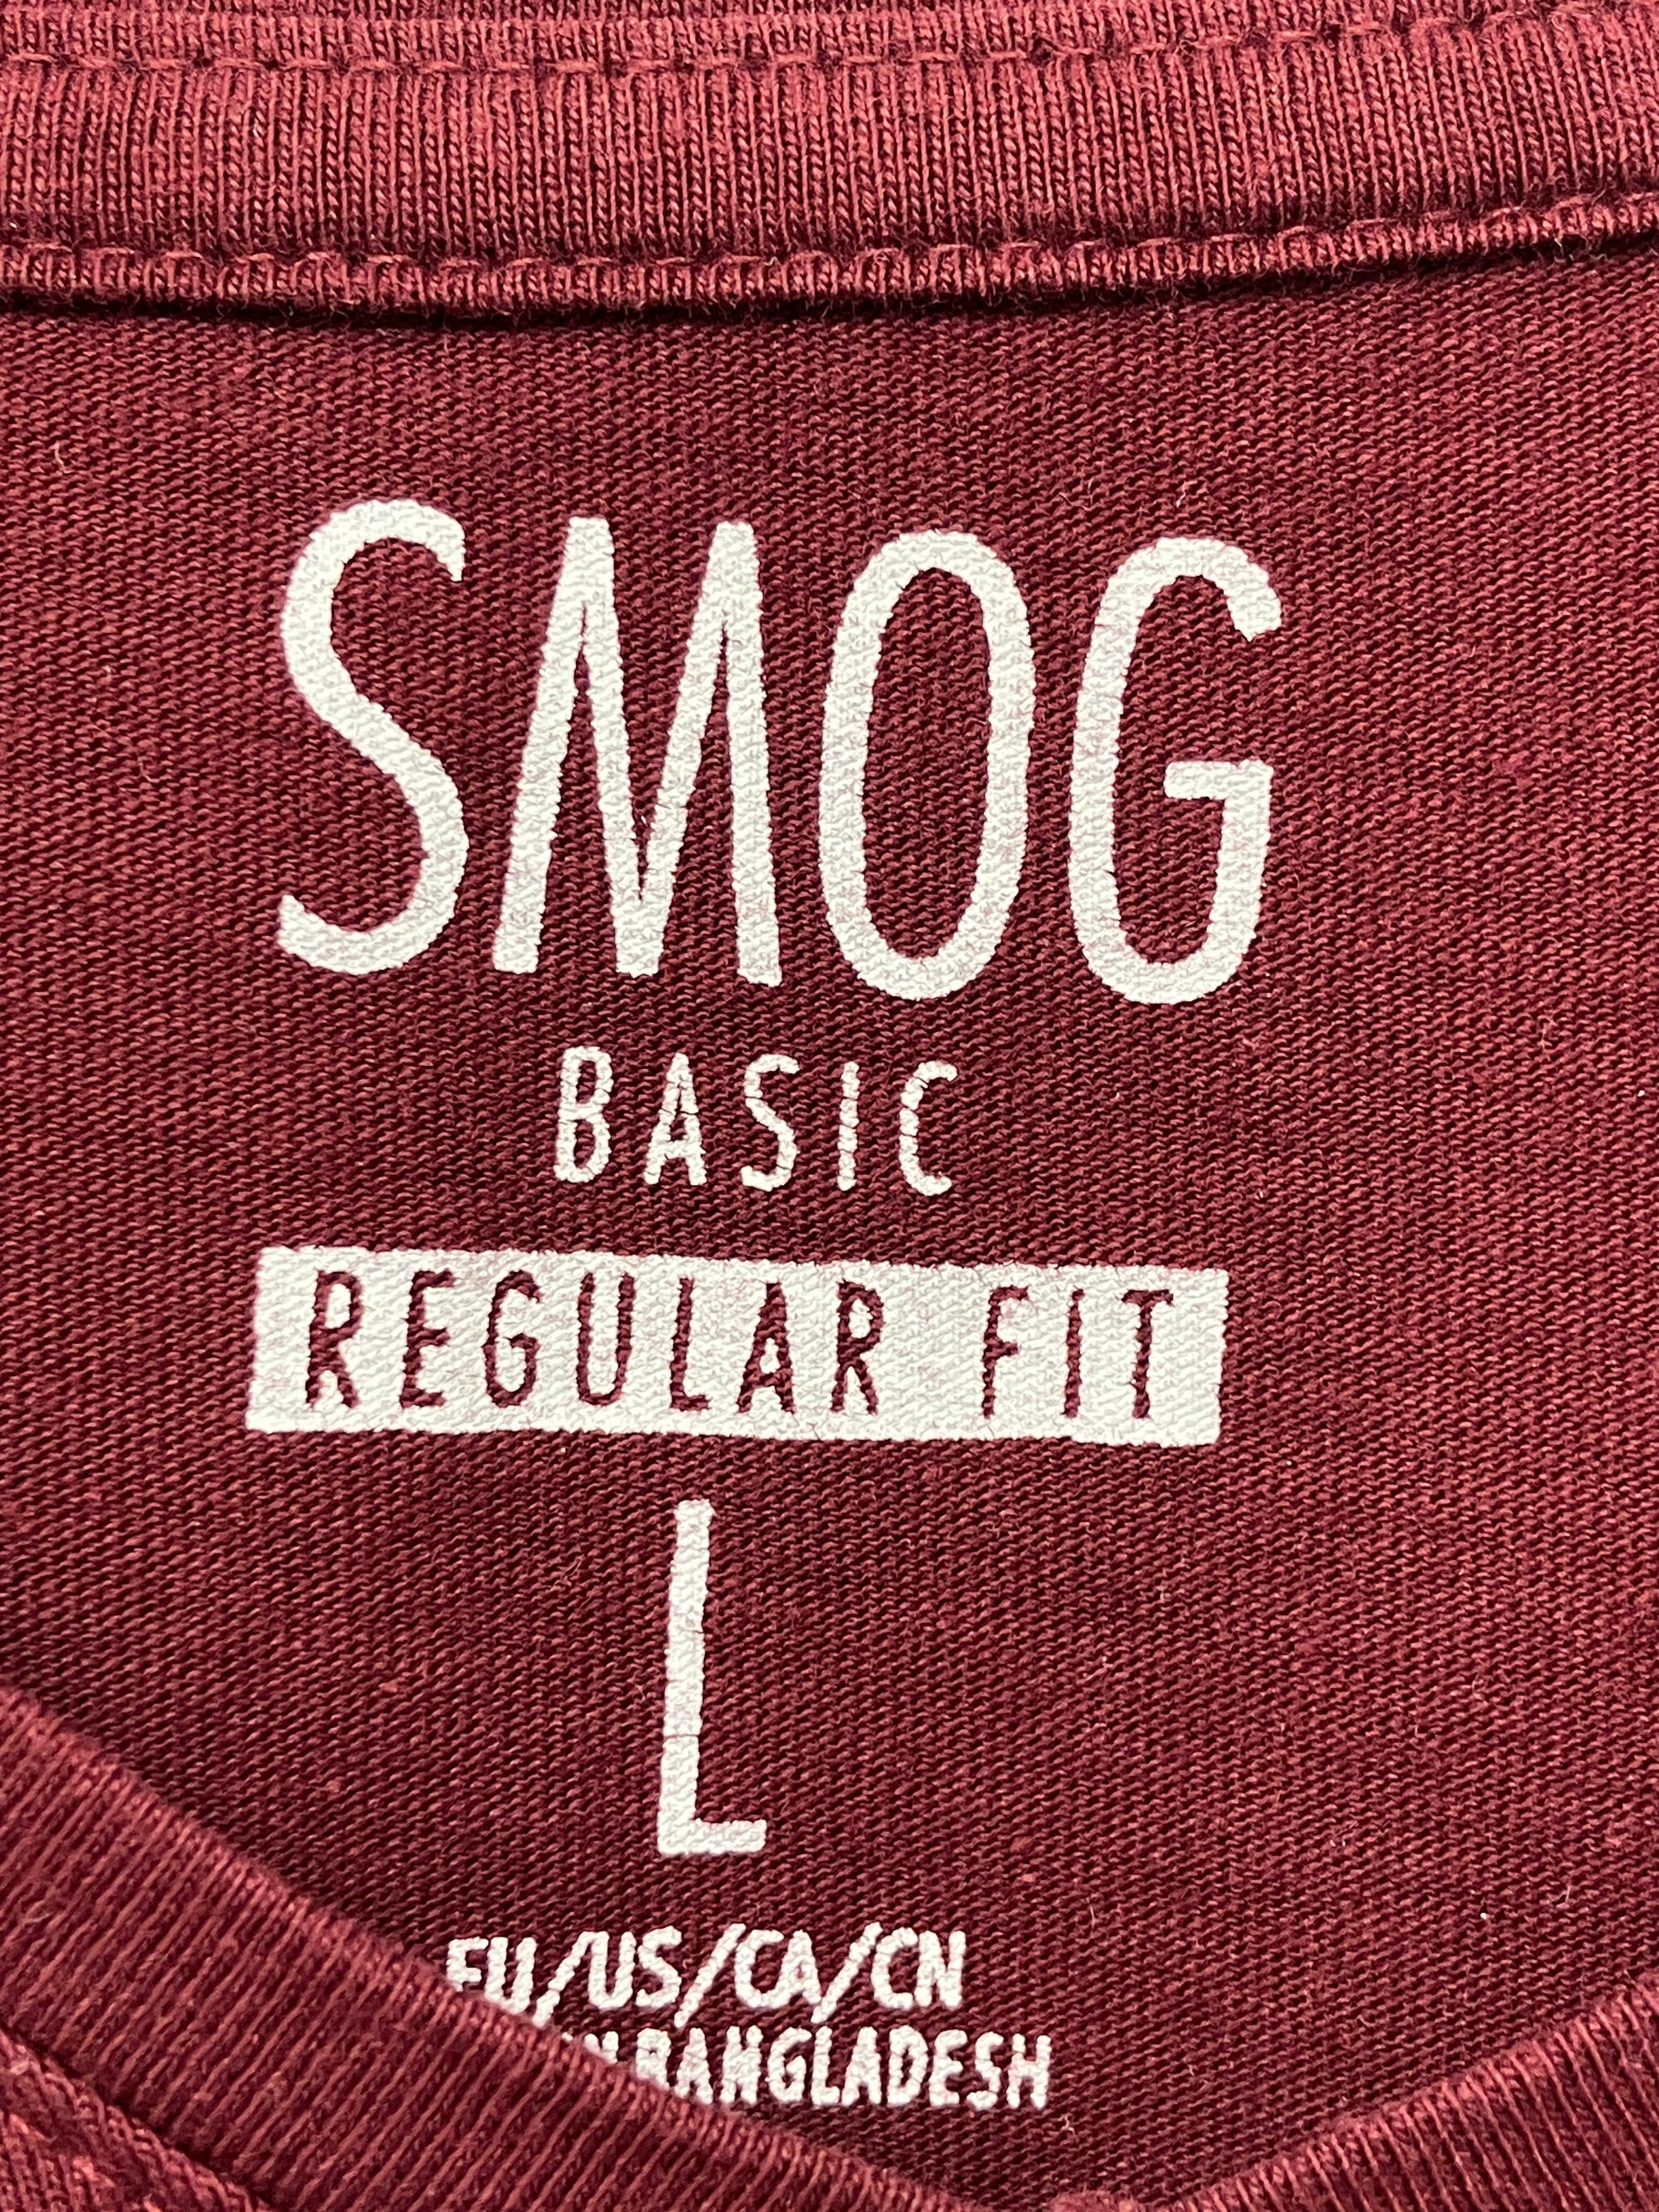 SMOG
BASIC
REGULAR FIT
L
EU/US/CA/CN
BANGLADESH